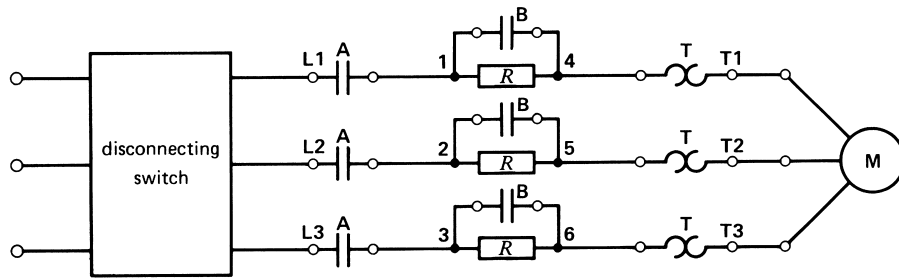 B
L1 A 1 R 4 T T1
B
disconnecting
switch
L2 A 2 R 5 T T2
M
B
L3 A 3 R 6 T T3